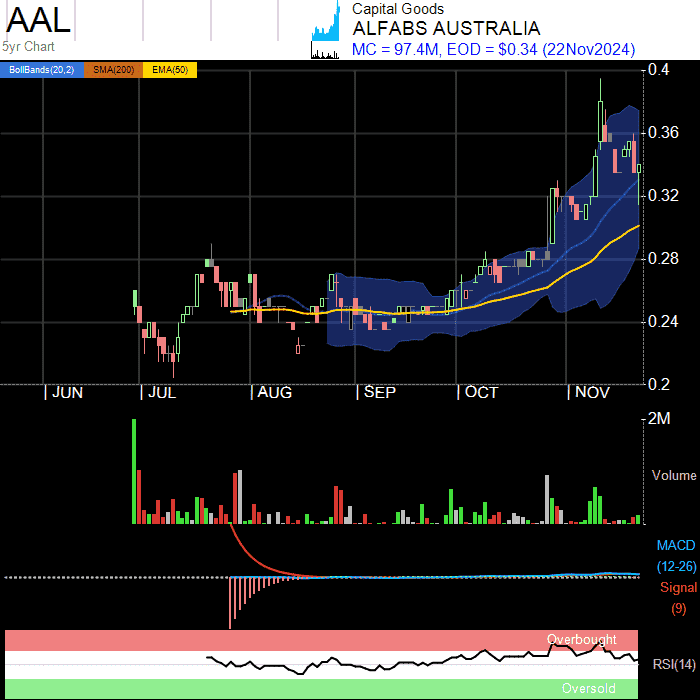 AAL
5yr Chart
Capital Goods
ALFABS AUSTRALIA
MC = 97.4M, EOD = $0.34 (22Nov2024)
BollBands(20,2) SMA(200) EMA(50)
0.4
0.36
0.32
0.28
0.24
0.2
| JUN | JUL | AUG | SEP | OCT | NOV
2M
Volume
MACD
(12-26)
Signal
(9)
Overbought
RSI(14)
Oversold